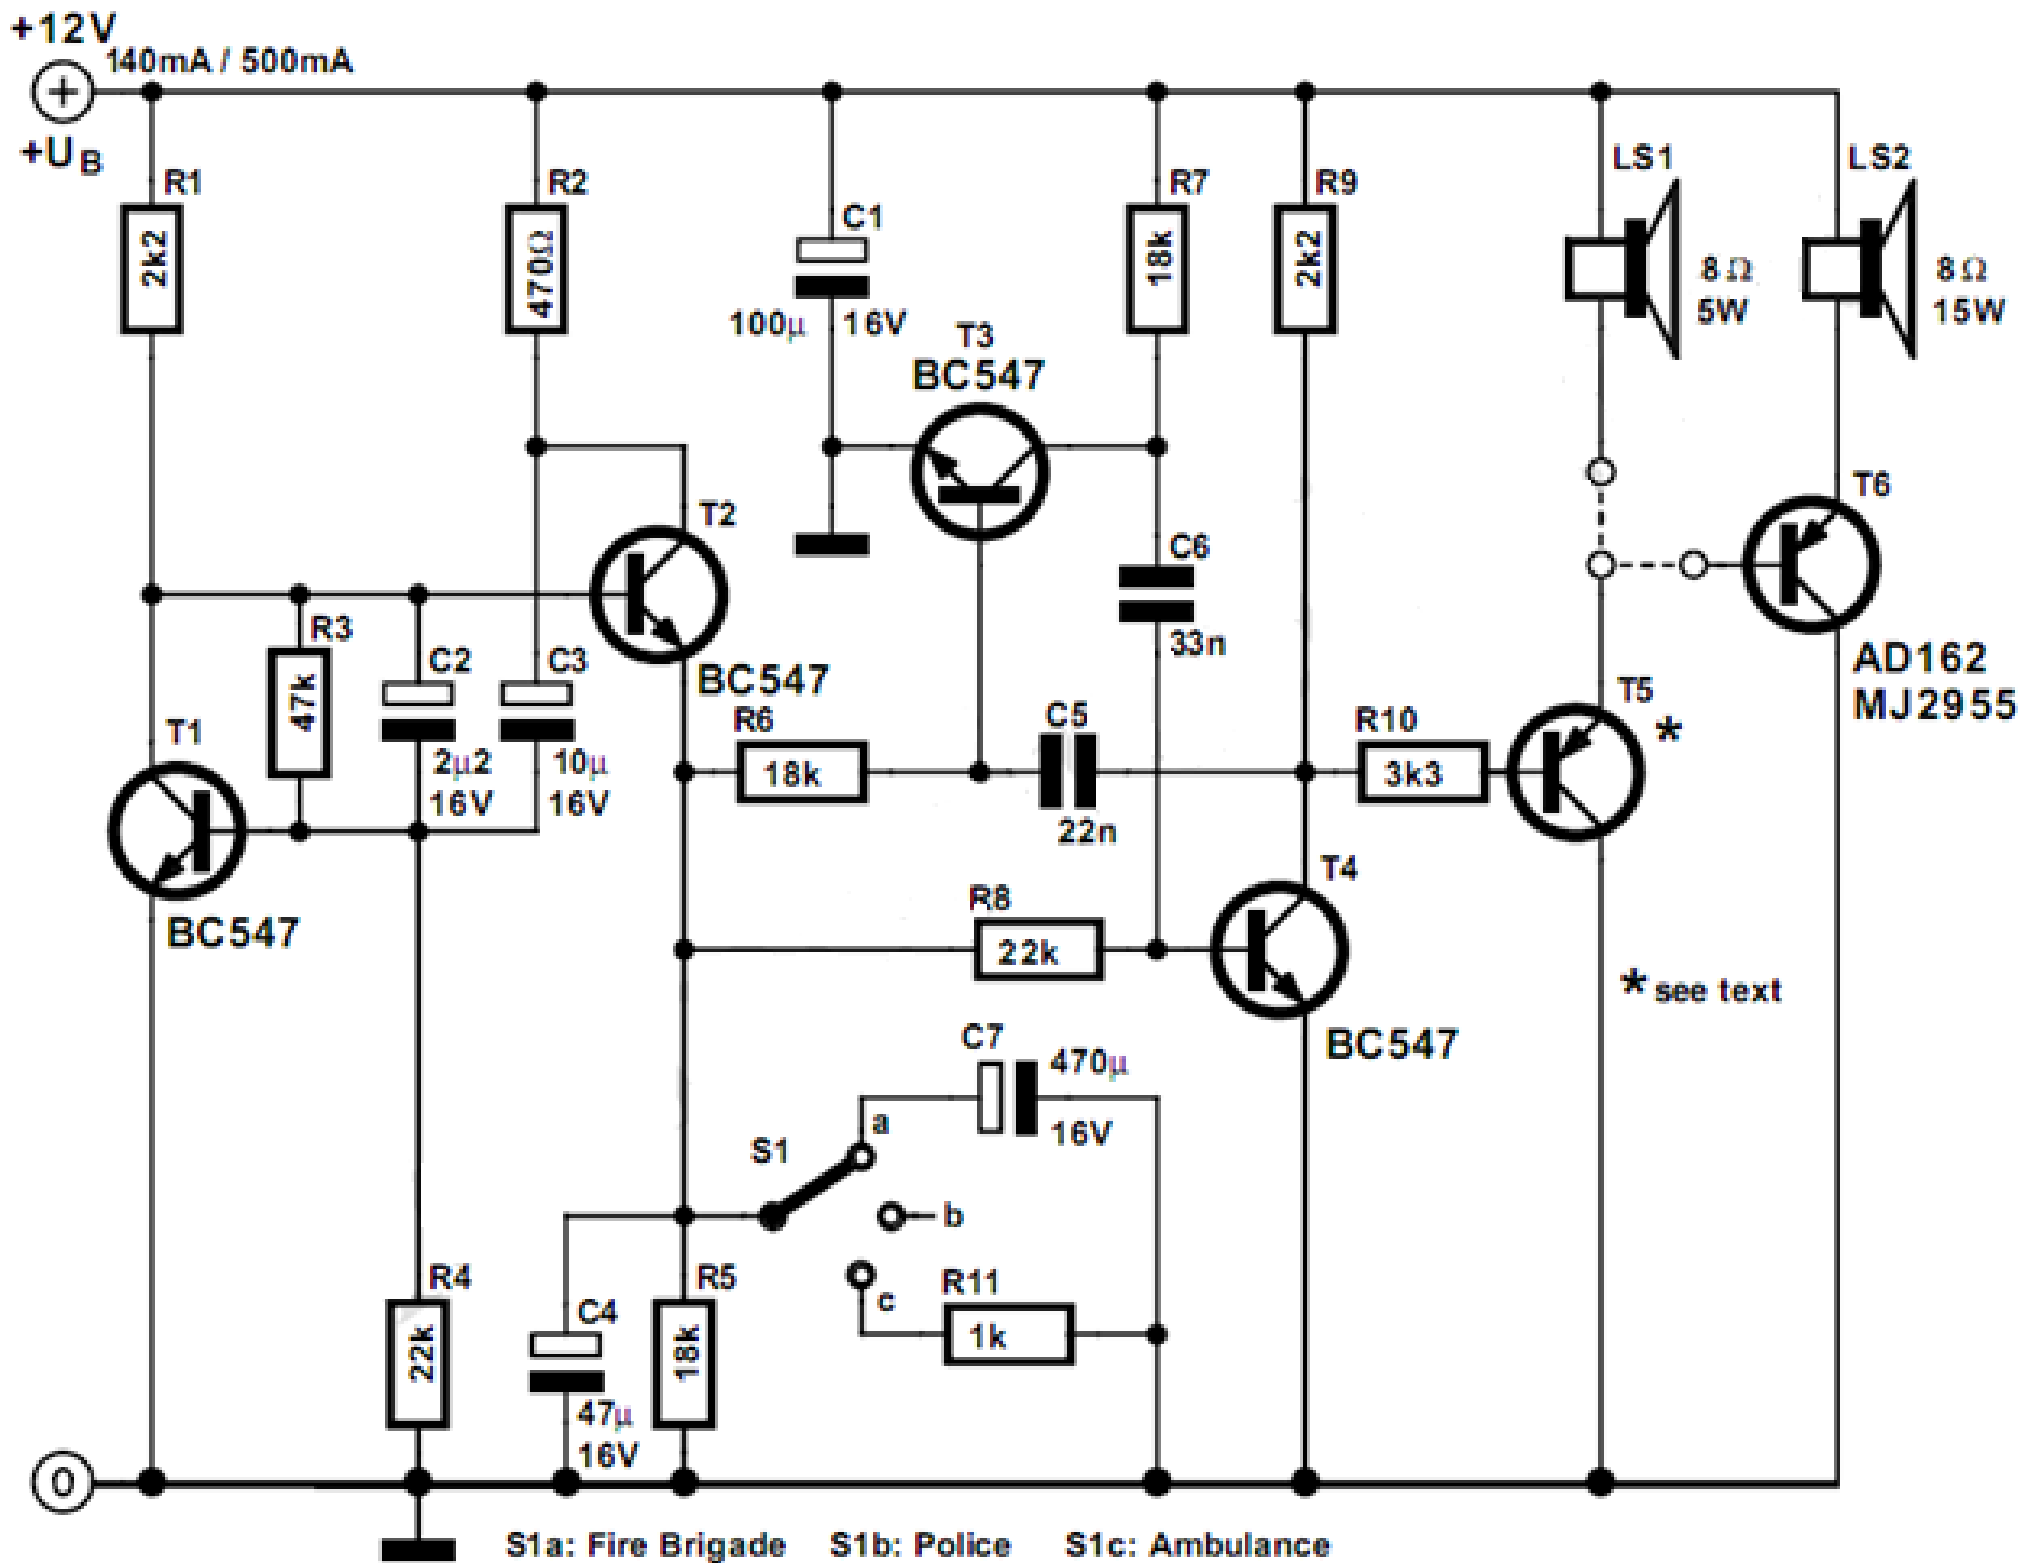 +12V
140mA / 500mA
+
+UB
R1
2k2
R2
470Ω
C1
100µ
16V
T3
BC547
R7
18k
R9
2k2
LS1
8Ω
5W
LS2
8Ω
15W
T2
BC547
R3
47k
C2
2µ2
16V
C3
10µ
16V
T1
BC547
R6
18k
C5
22n
C6
33n
R10
3k3
T5
*
T6
AD162
MJ2955
R8
22k
T4
BC547
* see text
C7
470µ
16V
S1
a
b
c
R11
1k
R4
22k
C4
47µ
16V
R5
18k
0
S1a: Fire Brigade S1b: Police S1c: Ambulance